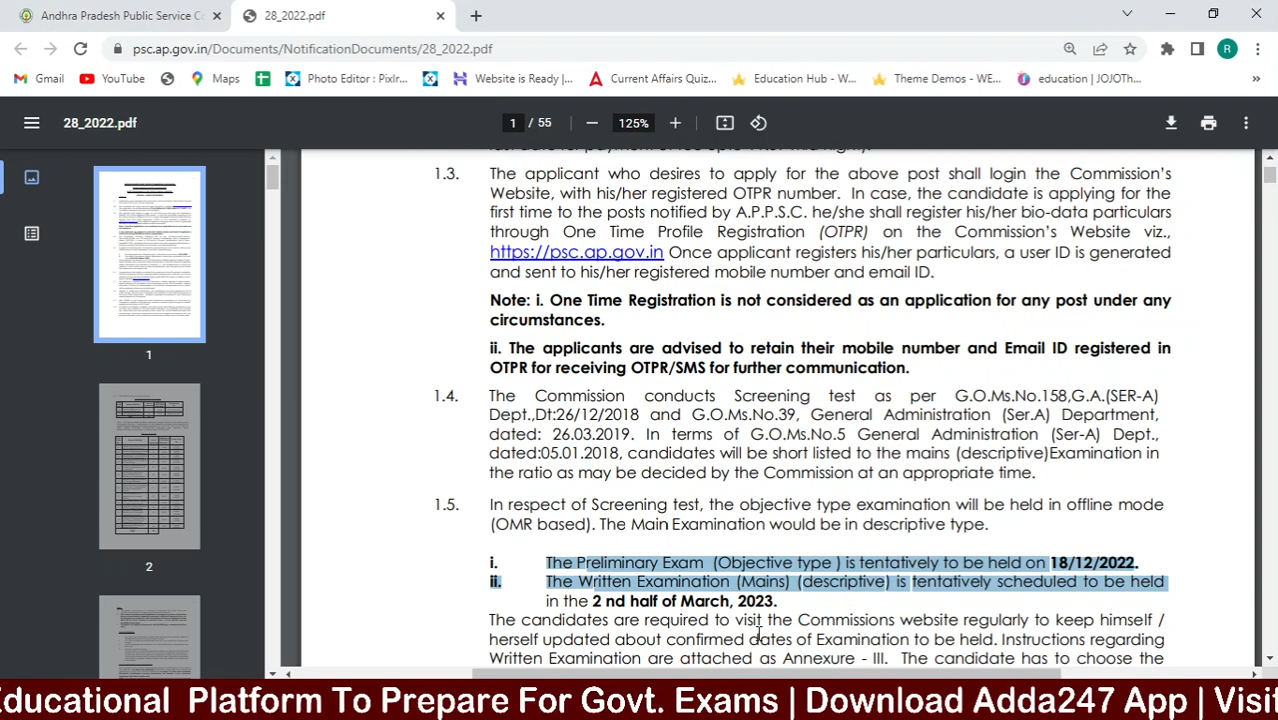 Andhra Pradesh Public Service C
28_2022.pdf
psc.ap.gov.in/Documents/NotificationDocuments/28_2022.pdf
R
Gmail
YouTube
Maps
Photo Editor : Pixlr...
Website is Ready |...
Current Affairs Quiz...
Education Hub - W...
Theme Demos - WE...
education | JOJOTh...
28_2022.pdf
1 / 55
125%
1.3. The applicant who desires to apply for the above post shall login the Commission's
Website, with his/her registered OTPR number. In case, the candidate is applying for the
first time to the posts notified by A.P.P.S.C. he/she shall register his/her bio-data particulars
through One Time Profile Registration (OTPR) on the Commission's Website viz.,
https://psc.ap.gov.in Once applicant registers his/her particulars, a user ID is generated
and sent to his/her registered mobile number and email ID.
Note: i. One Time Registration is not considered as an application for any post under any
circumstances.
ii. The applicants are advised to retain their mobile number and Email ID registered in
OTPR for receiving OTPR/SMS for further communication.
1.4. The Commission conducts Screening test as per G.O.Ms.No.158,G.A.(SER-A)
Dept.,Dt:26/12/2018 and G.O.Ms.No.39, General Administration (Ser.A) Department,
dated: 26.03.2019. In terms of G.O.Ms.No.5 General Administration (Ser-A) Dept.,
dated:05.01.2018, candidates will be short listed to the mains (descriptive)Examination in
the ratio as may be decided by the Commission at an appropriate time.
1.5. In respect of Screening test, the objective type examination will be held in offline mode
(OMR based). The Main Examination would be in descriptive type.
i. The Preliminary Exam (Objective type ) is tentatively to be held on 18/12/2022.
ii. The Written Examination (Mains) (descriptive) is tentatively scheduled to be held
in the 2 nd half of March, 2023.
The candidates are required to visit the Commissions website regularly to keep himself /
herself updated about confirmed dates of Examination to be held. Instructions regarding
Written Examination are attached as Annexure - III. The candidate has to choose the
1
2
Educational Platform To Prepare For Govt. Exams | Download Adda247 App | Visit